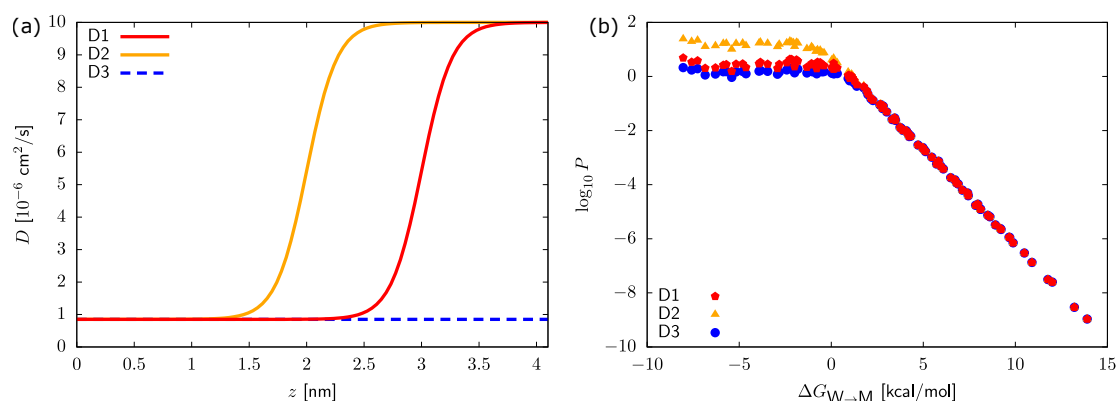 (a)
D1
D2
D3
10
9
8
7
6
5
4
3
2
1
0
D [10⁻⁶ cm²/s]
0 0.5 1 1.5 2 2.5 3 3.5 4
z [nm]
(b)
2
0
−2
−4
−6
−8
−10
log₁₀ P
D1
D2
D3
−10 −5 0 5 10 15
ΔG_W→M [kcal/mol]